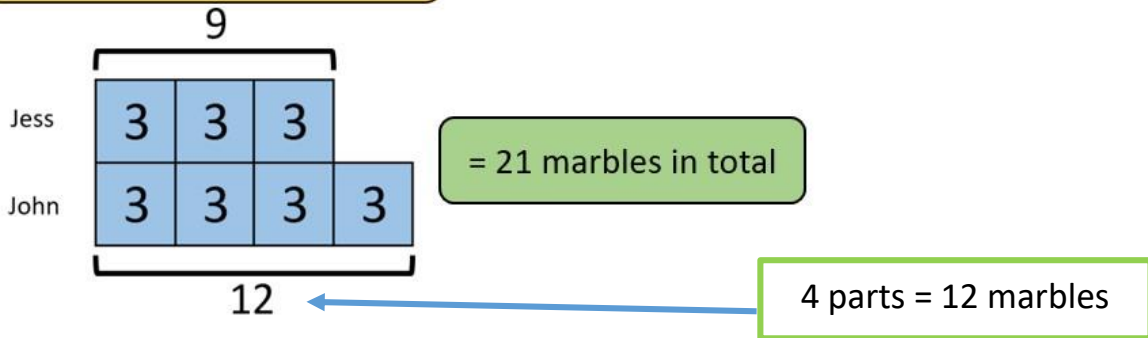 9
Jess 3 3 3
= 21 marbles in total
John 3 3 3 3
12
4 parts = 12 marbles